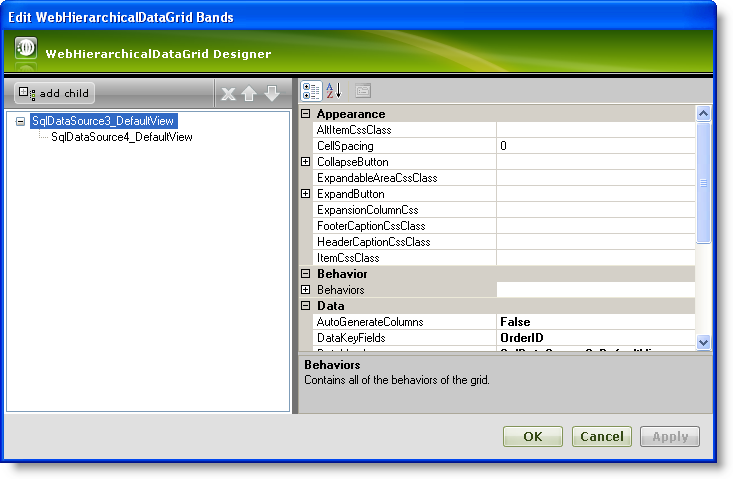 Edit WebHierarchicalDataGrid Bands
WebHierarchicalDataGrid Designer
add child
SqlDataSource3_DefaultView
SqlDataSource4_DefaultView
Appearance
AltItemCssClass
CellSpacing 0
CollapseButton
ExpandableAreaCssClass
ExpandButton
ExpansionColumnCss
FooterCaptionCssClass
HeaderCaptionCssClass
ItemCssClass
Behavior
Behaviors
Data
AutoGenerateColumns False
DataKeyFields OrderID
Behaviors
Contains all of the behaviors of the grid.
OK Cancel Apply